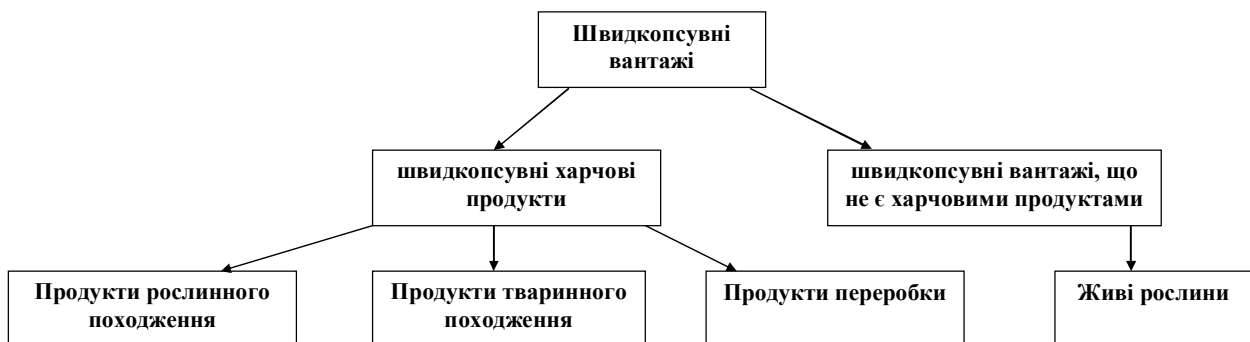 Швидкопсувні
вантажі
швидкопсувні харчові
продукти
швидкопсувні вантажі, що
не є харчовими продуктами
Продукти рослинного
походження
Продукти тваринного
походження
Продукти переробки
Живі рослини